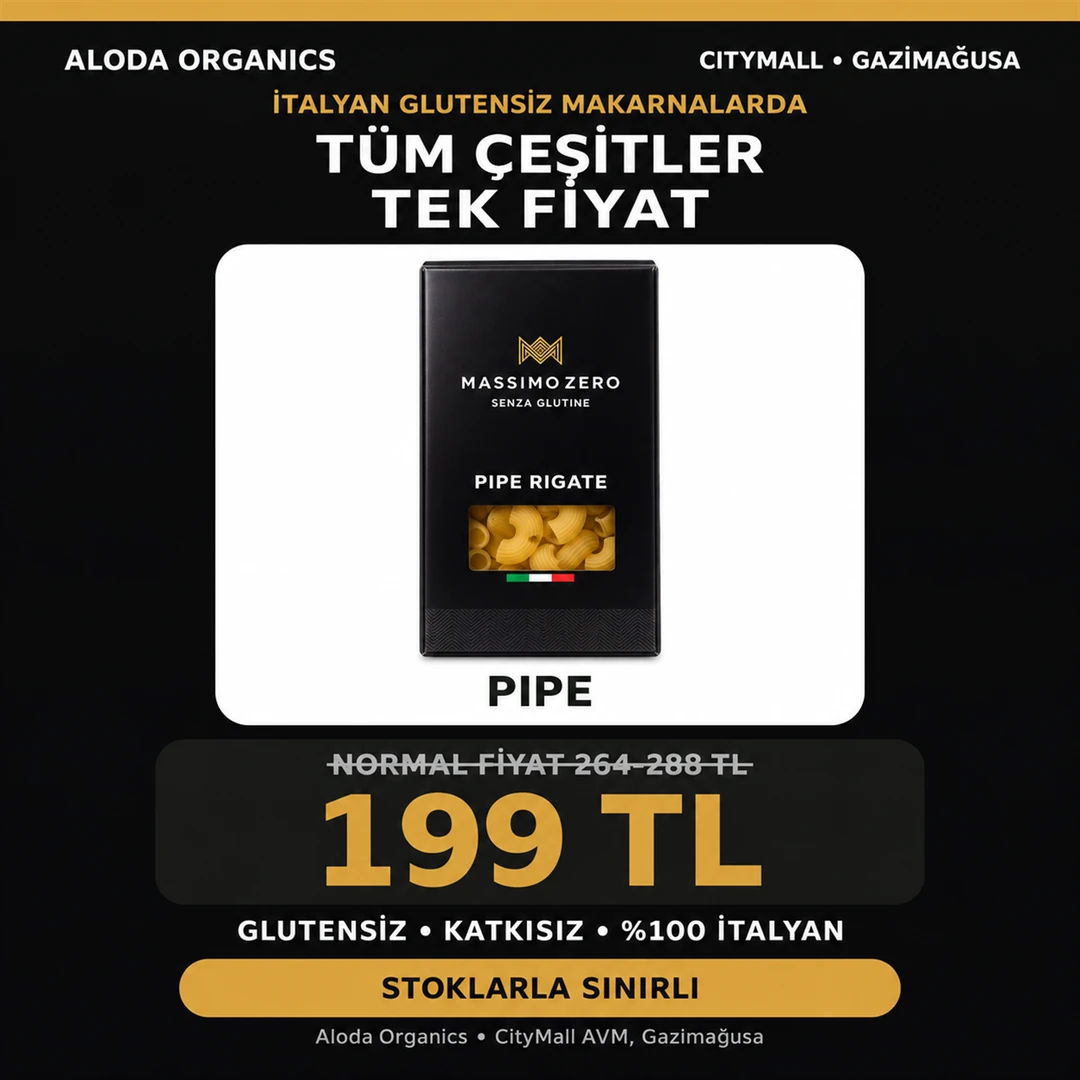 ALODA ORGANICS
CITYMALL • GAZİMAĞUSA
İTALYAN GLUTENSİZ MAKARNALARDA
TÜM ÇEŞİTLER
TEK FİYAT
MASSIMO ZERO
SENZA GLUTINE
PIPE RIGATE
PIPE
NORMAL FİYAT 264-288 TL
199 TL
GLUTENSİZ • KATKISIZ • %100 İTALYAN
STOKLARLA SINIRLI
Aloda Organics • CityMall AVM, Gazimağusa